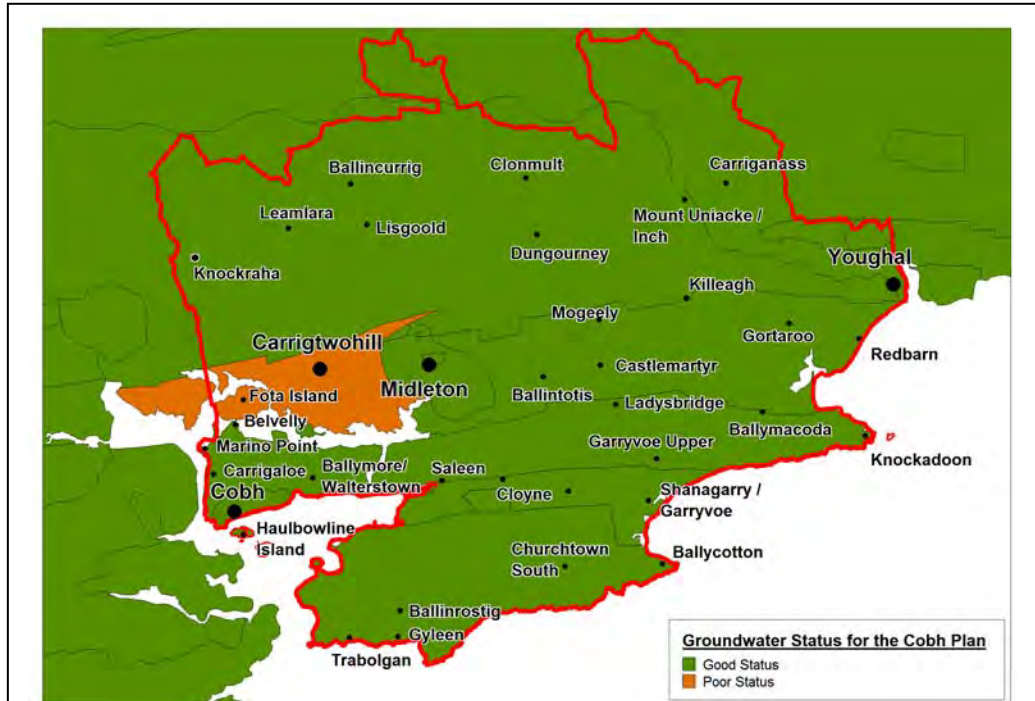 Ballincurrig
Clonmult
Carriganass
Leamlara
Lisgoold
Mount Uniacke /
Inch
Dungourney
Knockraha
Youghal
Killeagh
Mogeely
Gortaroo
Carrigtwohill
Redbarn
Midleton
Castlemartyr
Ballintotis
Fota Island
Ladysbridge
Belvelly
Ballymacoda
Marino Point
Garryvoe Upper
Knockadoon
Carrigaloe
Ballymore/
Walterstown
Saleen
Cobh
Cloyne
Shanagarry /
Garryvoe
Haulbowline
Island
Churchtown
South
Ballycotton
Ballinrostig
Gyleen
Trabolgan
Groundwater Status for the Cobh Plan
Good Status
Poor Status